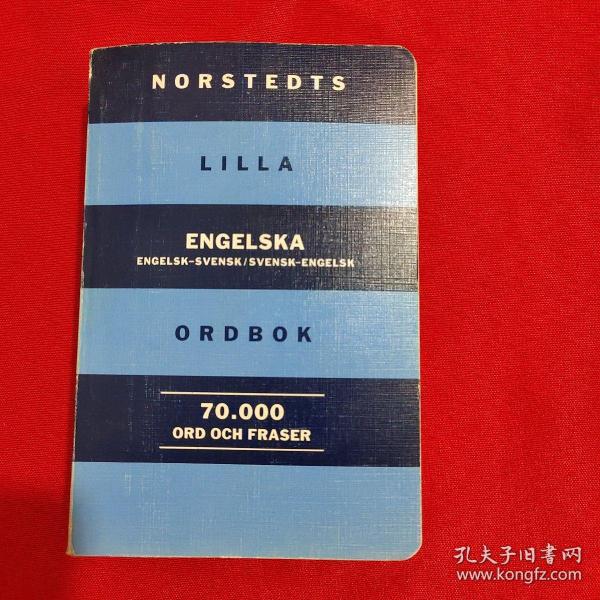 NORSTEDTS
LILLA
ENGELSKA
ENGELSK–SVENSK/SVENSK–ENGELSK
ORDBOK
70.000
ORD OCH FRASER
孔夫子旧书网
www.kongfz.com